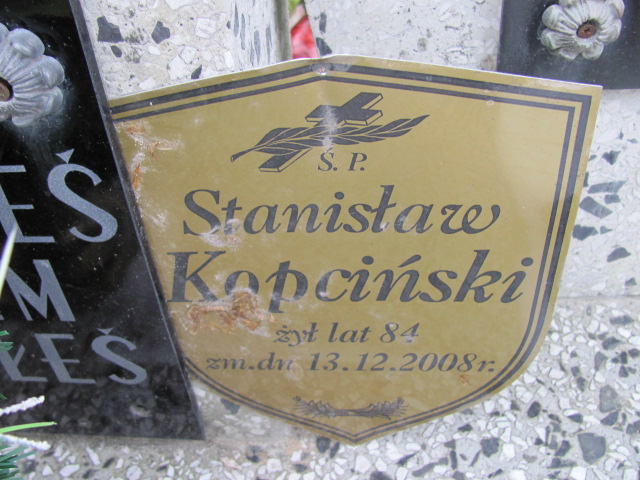 Ś. P.
Stanisław
Kopciński
żył lat 84
zm. dn 13.12.2008r.